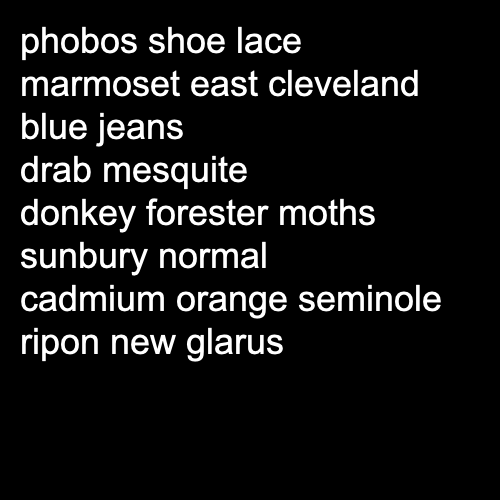 phobos shoe lace
marmoset east cleveland
blue jeans
drab mesquite
donkey forester moths
sunbury normal
cadmium orange seminole
ripon new glarus